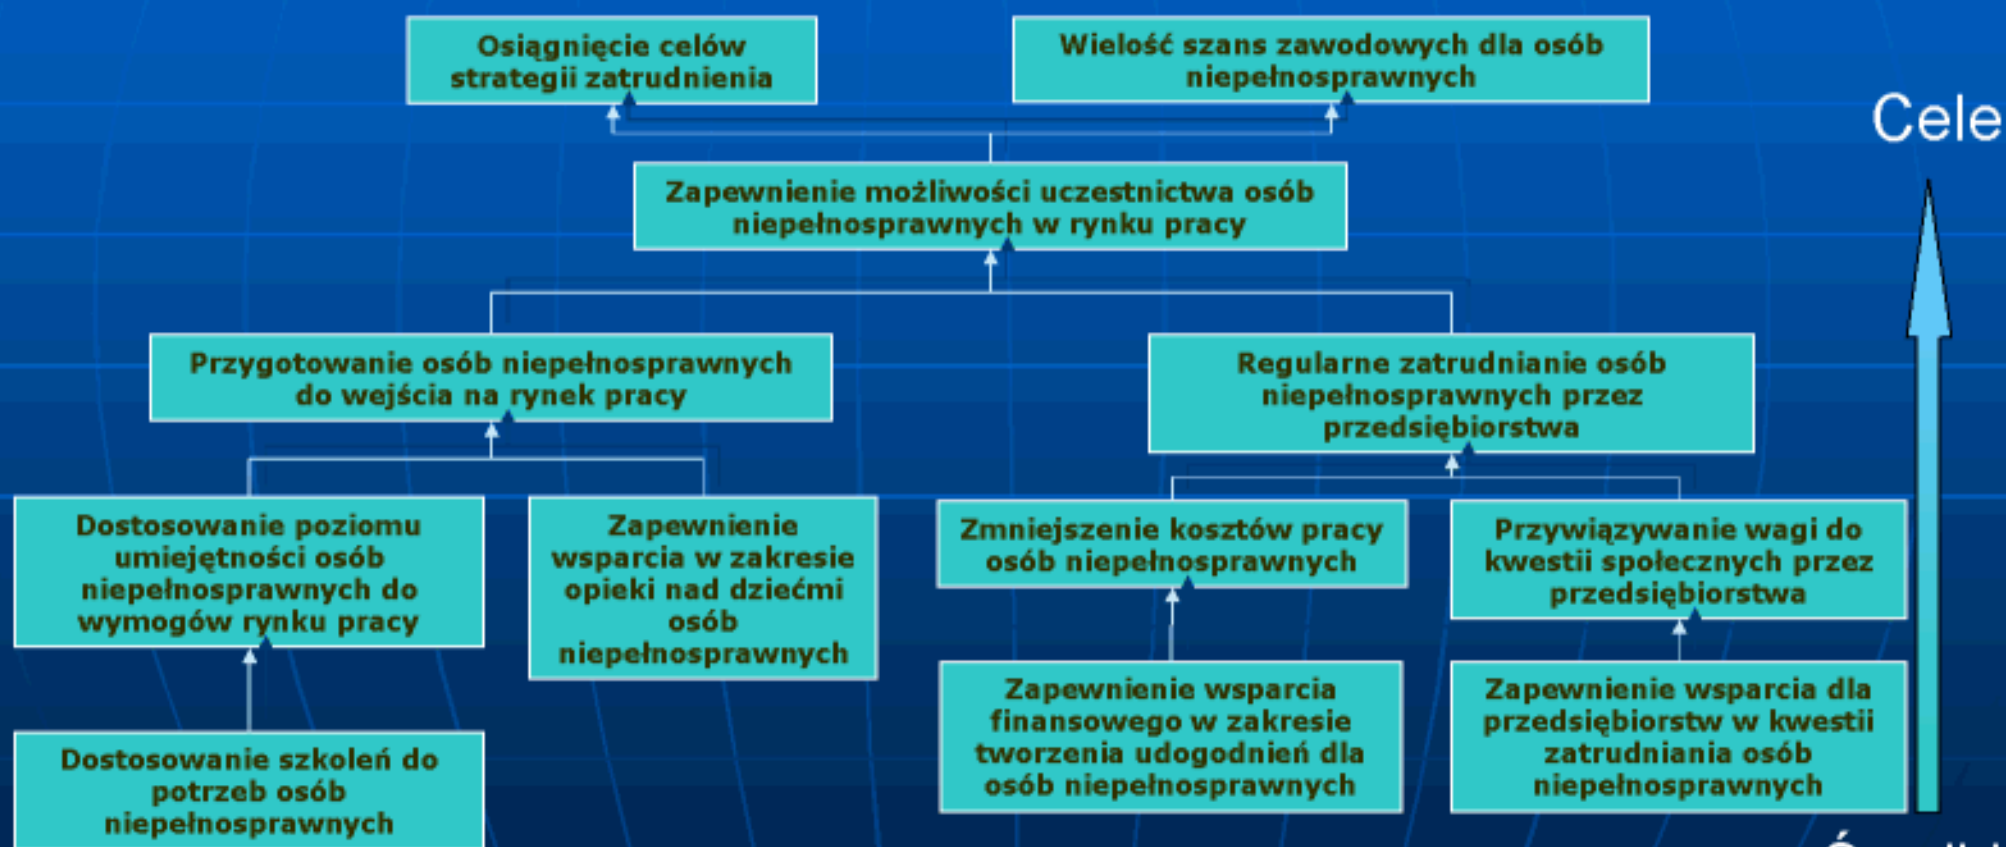 Osiągnięcie celów
strategii zatrudnienia
Wielość szans zawodowych dla osób
niepełnosprawnych
Cele
Zapewnienie możliwości uczestnictwa osób
niepełnosprawnych w rynku pracy
Przygotowanie osób niepełnosprawnych
do wejścia na rynek pracy
Regularne zatrudnianie osób
niepełnosprawnych przez
przedsiębiorstwa
Dostosowanie poziomu
umiejętności osób
niepełnosprawnych do
wymogów rynku pracy
Zapewnienie
wsparcia w zakresie
opieki nad dziećmi
osób
niepełnosprawnych
Zmniejszenie kosztów pracy
osób niepełnosprawnych
Przywiązywanie wagi do
kwestii społecznych przez
przedsiębiorstwa
Dostosowanie szkoleń do
potrzeb osób
niepełnosprawnych
Zapewnienie wsparcia
finansowego w zakresie
tworzenia udogodnień dla
osób niepełnosprawnych
Zapewnienie wsparcia dla
przedsiębiorstw w kwestii
zatrudniania osób
niepełnosprawnych